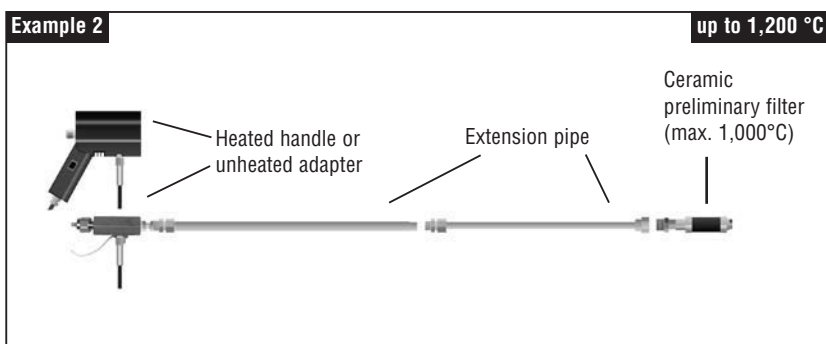 Example 2
up to 1,200 °C
Ceramic
preliminary filter
(max. 1,000°C)
Heated handle or
unheated adapter
Extension pipe